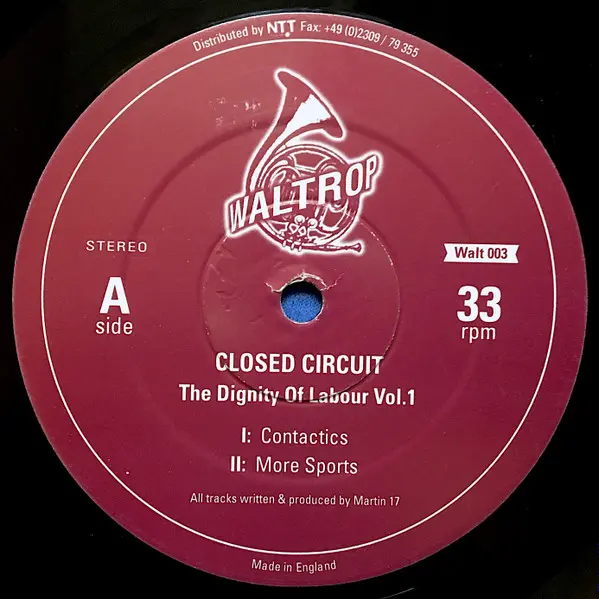 Distributed by NTT Fax: +49 (0)2309 / 79 355
WALTROP
STEREO
Walt 003
A
side
33
rpm
CLOSED CIRCUIT
The Dignity Of Labour Vol.1
I: Contactics
II: More Sports
All tracks written & produced by Martin 17
Made in England